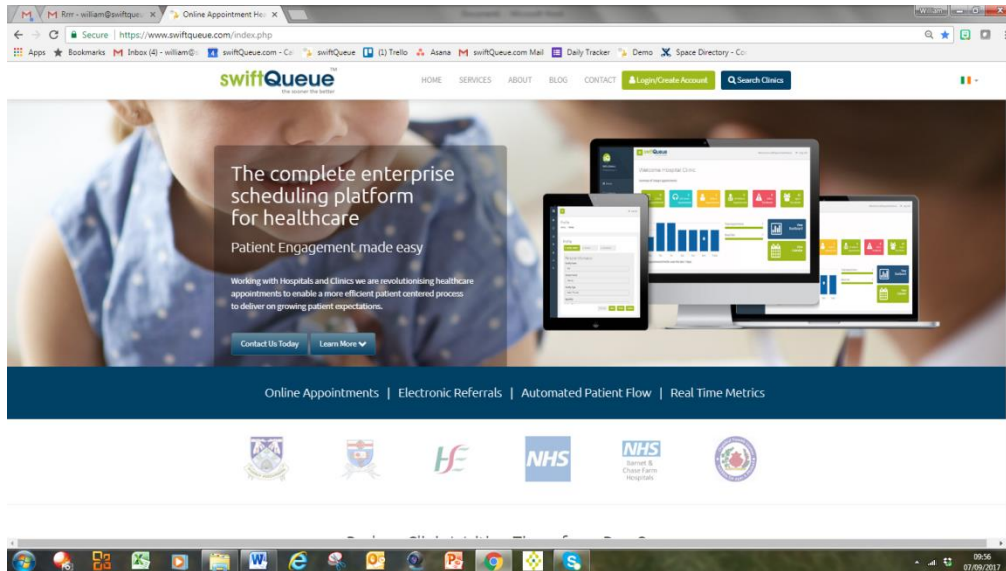 Rrrr - william@swiftque
Online Appointment He
William
Secure | https://www.swiftqueue.com/index.php
Apps Bookmarks Inbox (4) - william@ swiftQueue.com - Ca swiftQueue (1) Trello Asana swiftQueue.com Mail Daily Tracker Demo Space Directory - Co
swiftQueue™
the sooner the better
HOME SERVICES ABOUT BLOG CONTACT Login/Create Account Search Clinics
The complete enterprise
scheduling platform
for healthcare
Patient Engagement made easy
Working with Hospitals and Clinics we are revolutionising healthcare
appointments to enable a more efficient patient centered process
to deliver on growing patient expectations.
Contact Us Today Learn More
swiftQueue
Welcome Hospital Clinic
Online Appointments | Electronic Referrals | Automated Patient Flow | Real Time Metrics
NHS
NHS
Barnet &
Chase Farm
Hospitals
09:56
07/09/2017